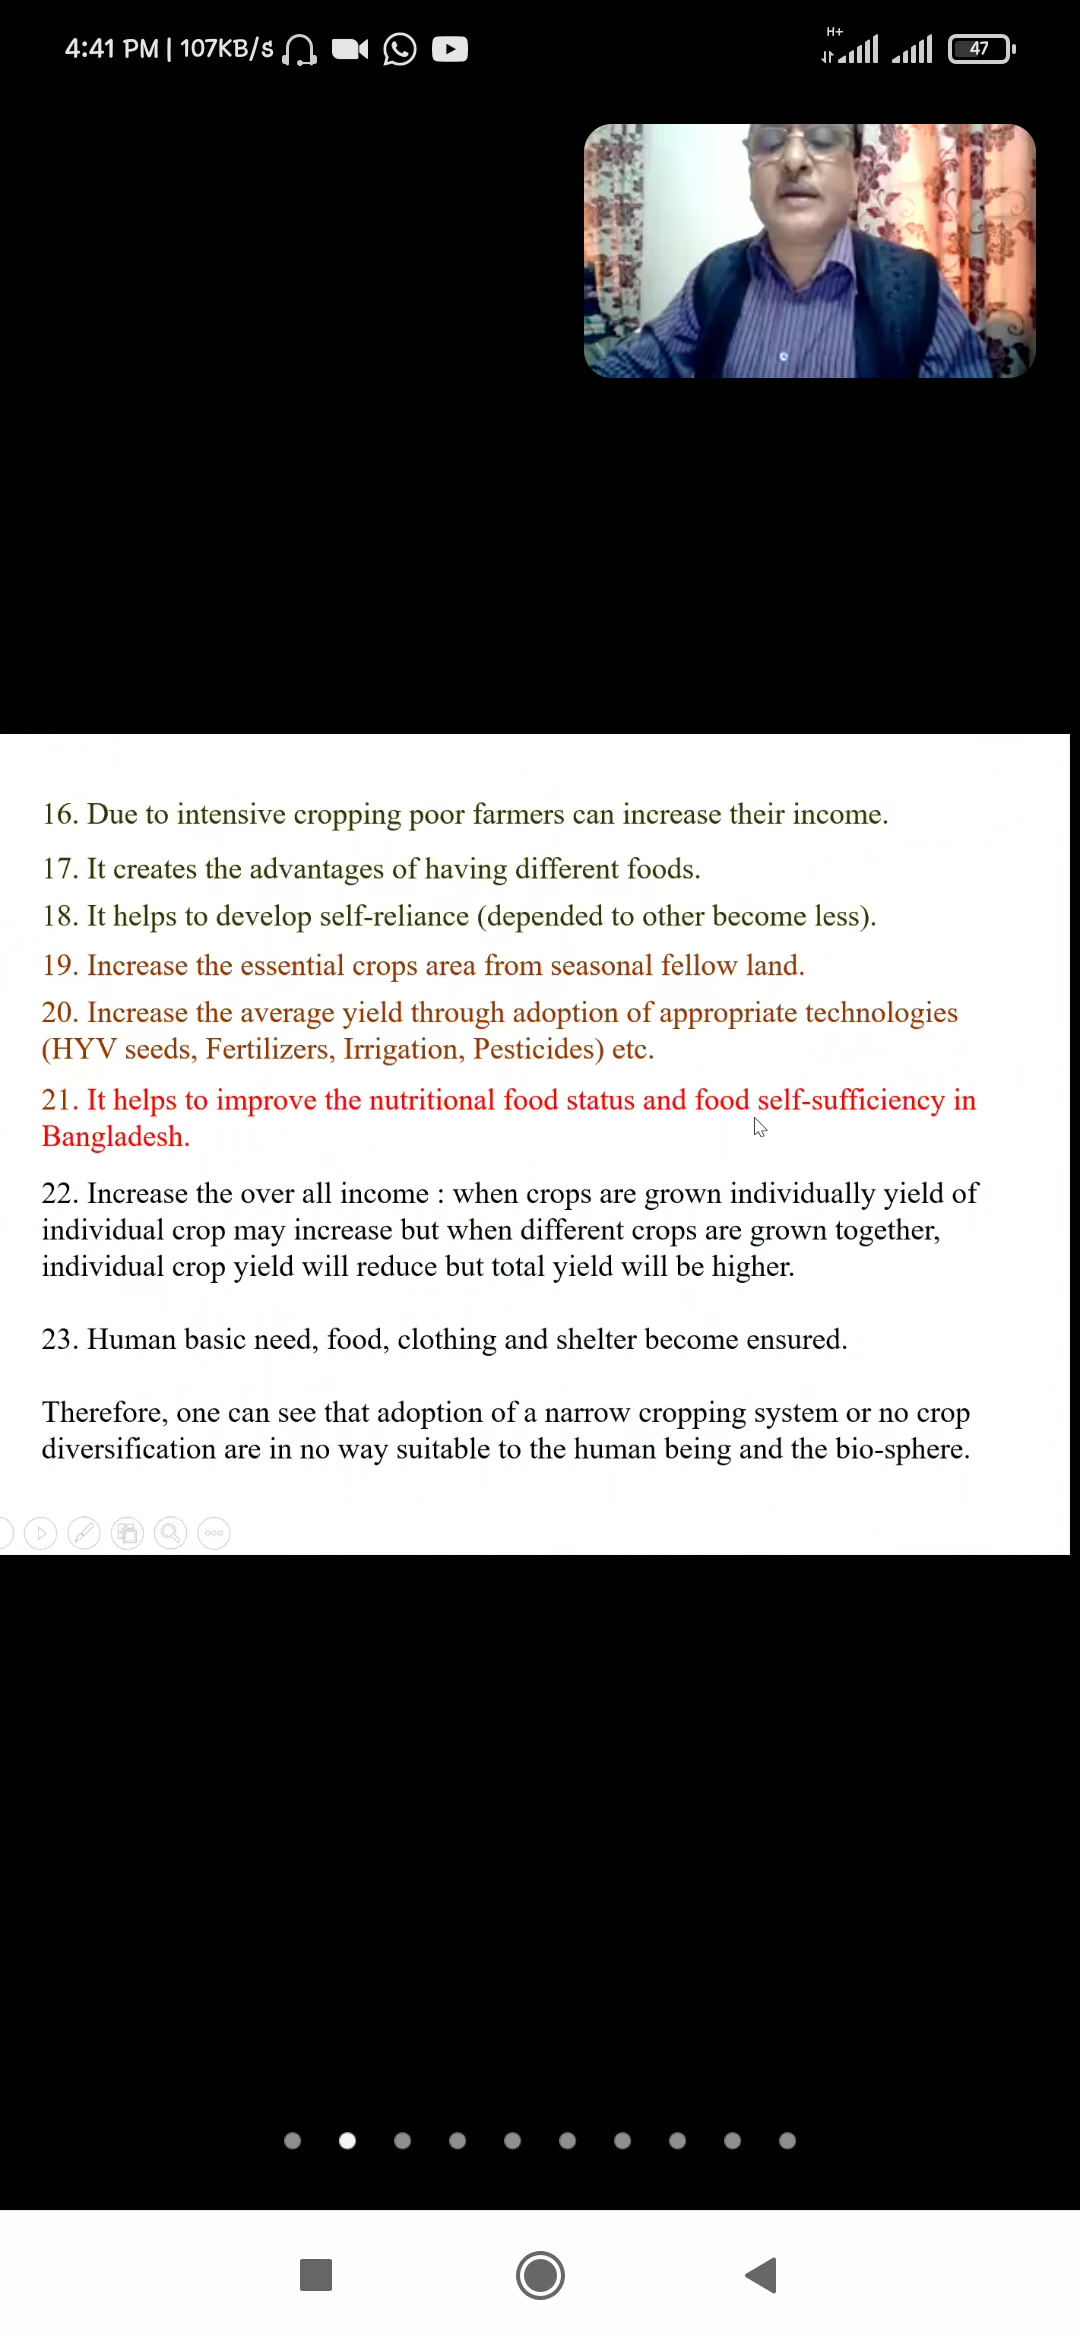 4:41 PM | 107KB/s
H+
47
16. Due to intensive cropping poor farmers can increase their income.
17. It creates the advantages of having different foods.
18. It helps to develop self-reliance (depended to other become less).
19. Increase the essential crops area from seasonal fellow land.
20. Increase the average yield through adoption of appropriate technologies
(HYV seeds, Fertilizers, Irrigation, Pesticides) etc.
21. It helps to improve the nutritional food status and food self-sufficiency in
Bangladesh.
22. Increase the over all income : when crops are grown individually yield of
individual crop may increase but when different crops are grown together,
individual crop yield will reduce but total yield will be higher.
23. Human basic need, food, clothing and shelter become ensured.
Therefore, one can see that adoption of a narrow cropping system or no crop
diversification are in no way suitable to the human being and the bio-sphere.